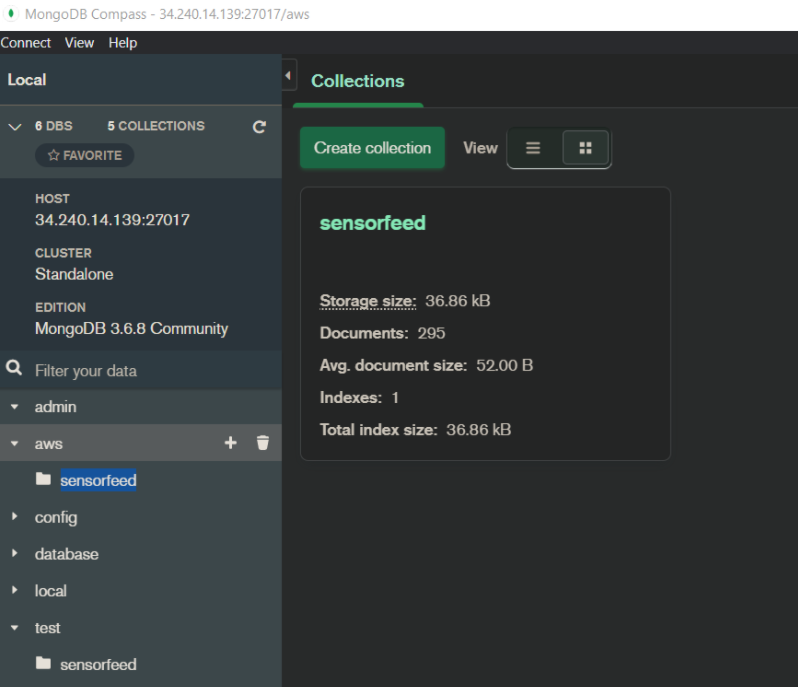 MongoDB Compass - 34.240.14.139:27017/aws
Connect View Help
Local
6 DBS 5 COLLECTIONS
FAVORITE
HOST
34.240.14.139:27017
CLUSTER
Standalone
EDITION
MongoDB 3.6.8 Community
Filter your data
admin
aws
sensorfeed
config
database
local
test
sensorfeed
Collections
Create collection View
sensorfeed
Storage size: 36.86 kB
Documents: 295
Avg. document size: 52.00 B
Indexes: 1
Total index size: 36.86 kB